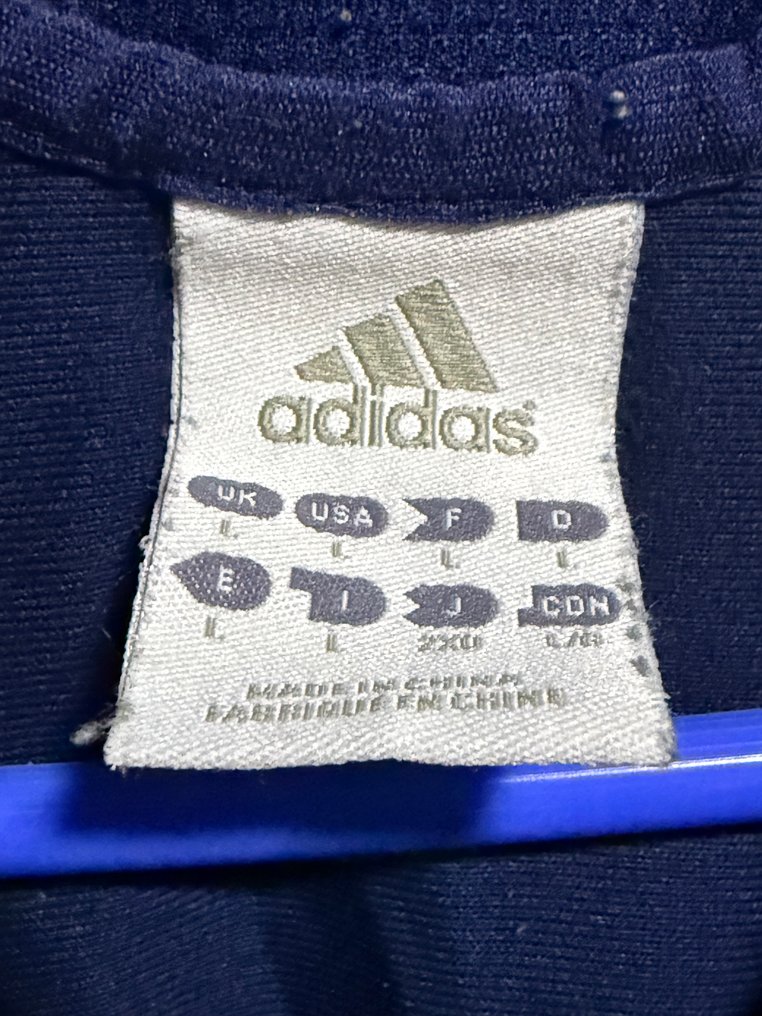 adidas
UK USA F D
L L L L
E I J CDN
L L 2XO L/G
MADE IN CHINA
FABRIQUE EN CHINE